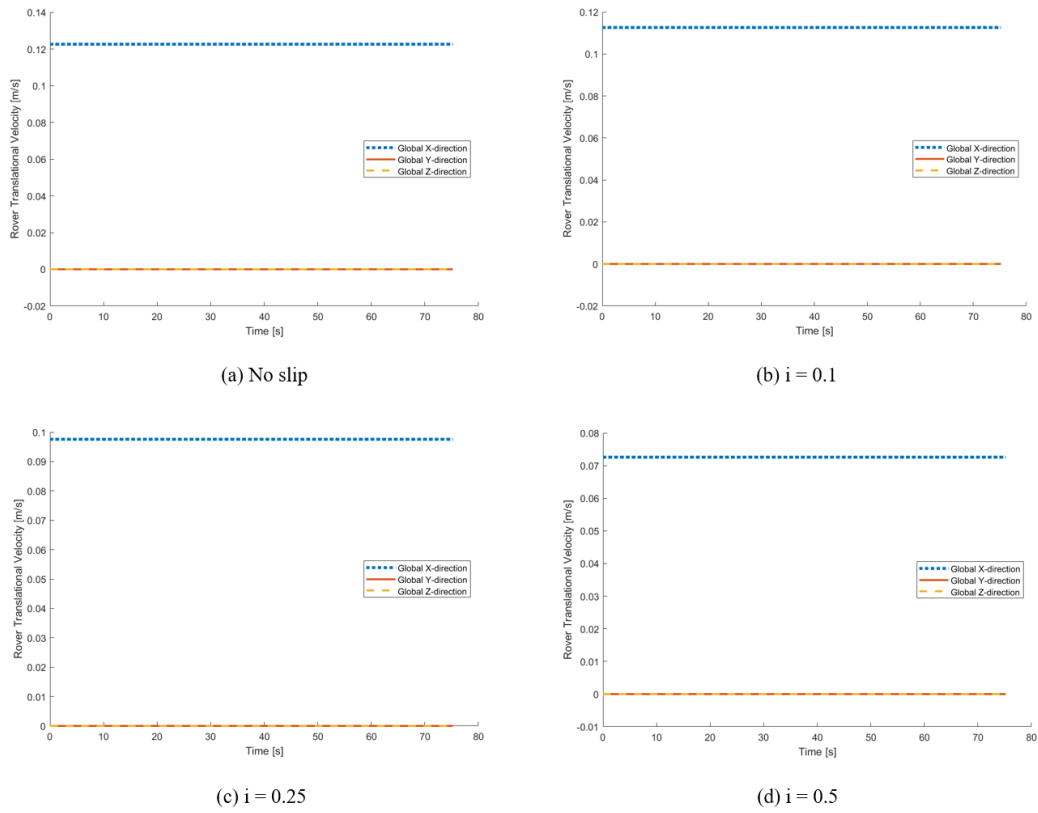 0.14
0.12
0.1
0.08
0.06
0.04
0.02
0
-0.02
Rover Translational Velocity [m/s]
Global X-direction
Global Y-direction
Global Z-direction
0 10 20 30 40 50 60 70 80
Time [s]
(a) No slip
0.12
0.1
0.08
0.06
0.04
0.02
0
-0.02
Rover Translational Velocity [m/s]
Global X-direction
Global Y-direction
Global Z-direction
0 10 20 30 40 50 60 70 80
Time [s]
(b) i = 0.1
0.1
0.09
0.08
0.07
0.06
0.05
0.04
0.03
0.02
0.01
0
Rover Translational Velocity [m/s]
Global X-direction
Global Y-direction
Global Z-direction
0 10 20 30 40 50 60 70 80
Time [s]
(c) i = 0.25
0.08
0.07
0.06
0.05
0.04
0.03
0.02
0.01
0
-0.01
Rover Translational Velocity [m/s]
Global X-direction
Global Y-direction
Global Z-direction
0 10 20 30 40 50 60 70 80
Time [s]
(d) i = 0.5